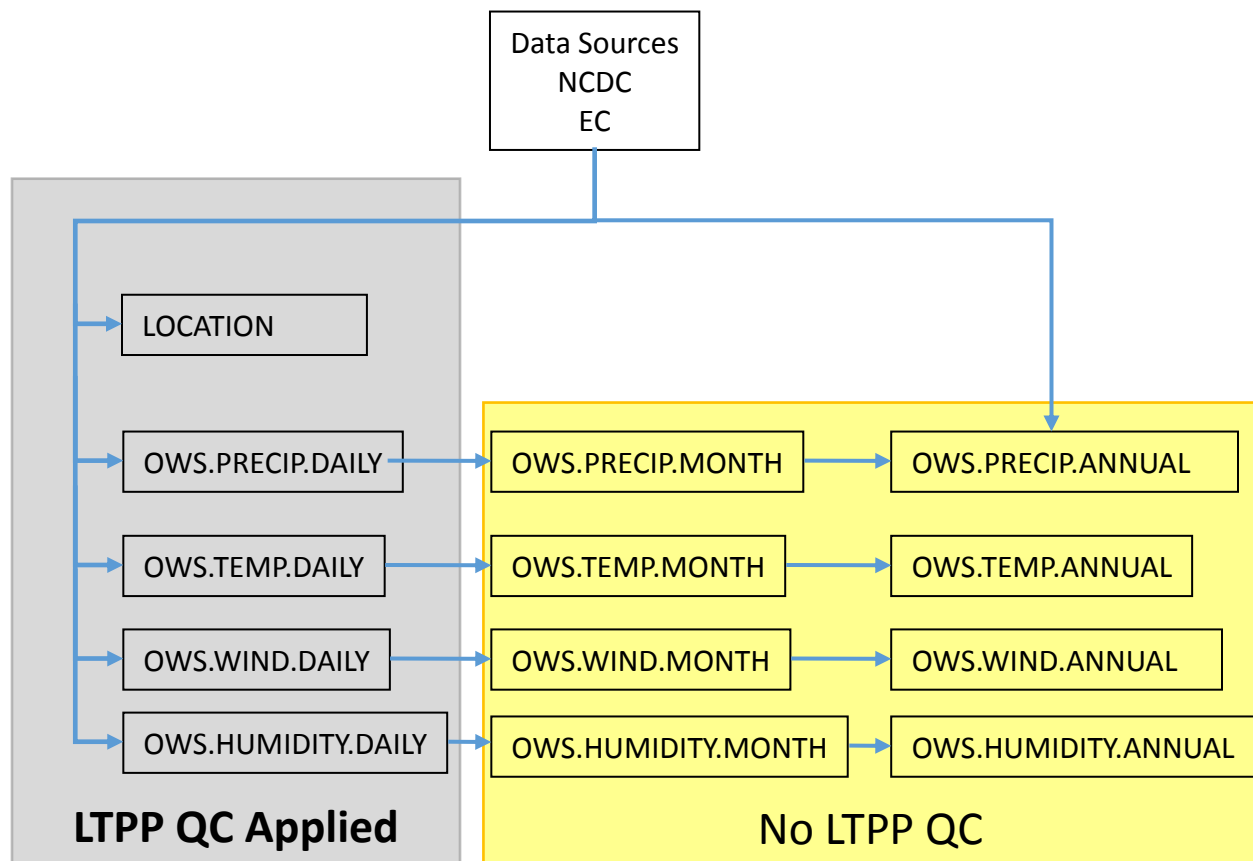 Data Sources
NCDC
EC
LOCATION
OWS.PRECIP.DAILY
OWS.PRECIP.MONTH
OWS.PRECIP.ANNUAL
OWS.TEMP.DAILY
OWS.TEMP.MONTH
OWS.TEMP.ANNUAL
OWS.WIND.DAILY
OWS.WIND.MONTH
OWS.WIND.ANNUAL
OWS.HUMIDITY.DAILY
OWS.HUMIDITY.MONTH
OWS.HUMIDITY.ANNUAL
LTPP QC Applied
No LTPP QC